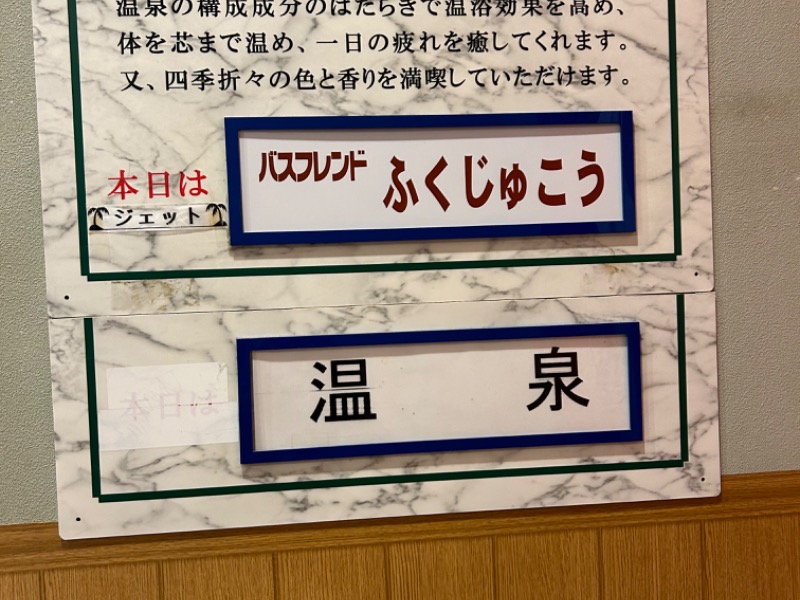 温泉の構成成分のはたらきで温浴効果を高め、
体を芯まで温め、一日の疲れを癒してくれます。
又、四季折々の色と香りを満喫していただけます。
本日は
ジェット
バスフレンド
ふくじゅこう
本日は
温泉